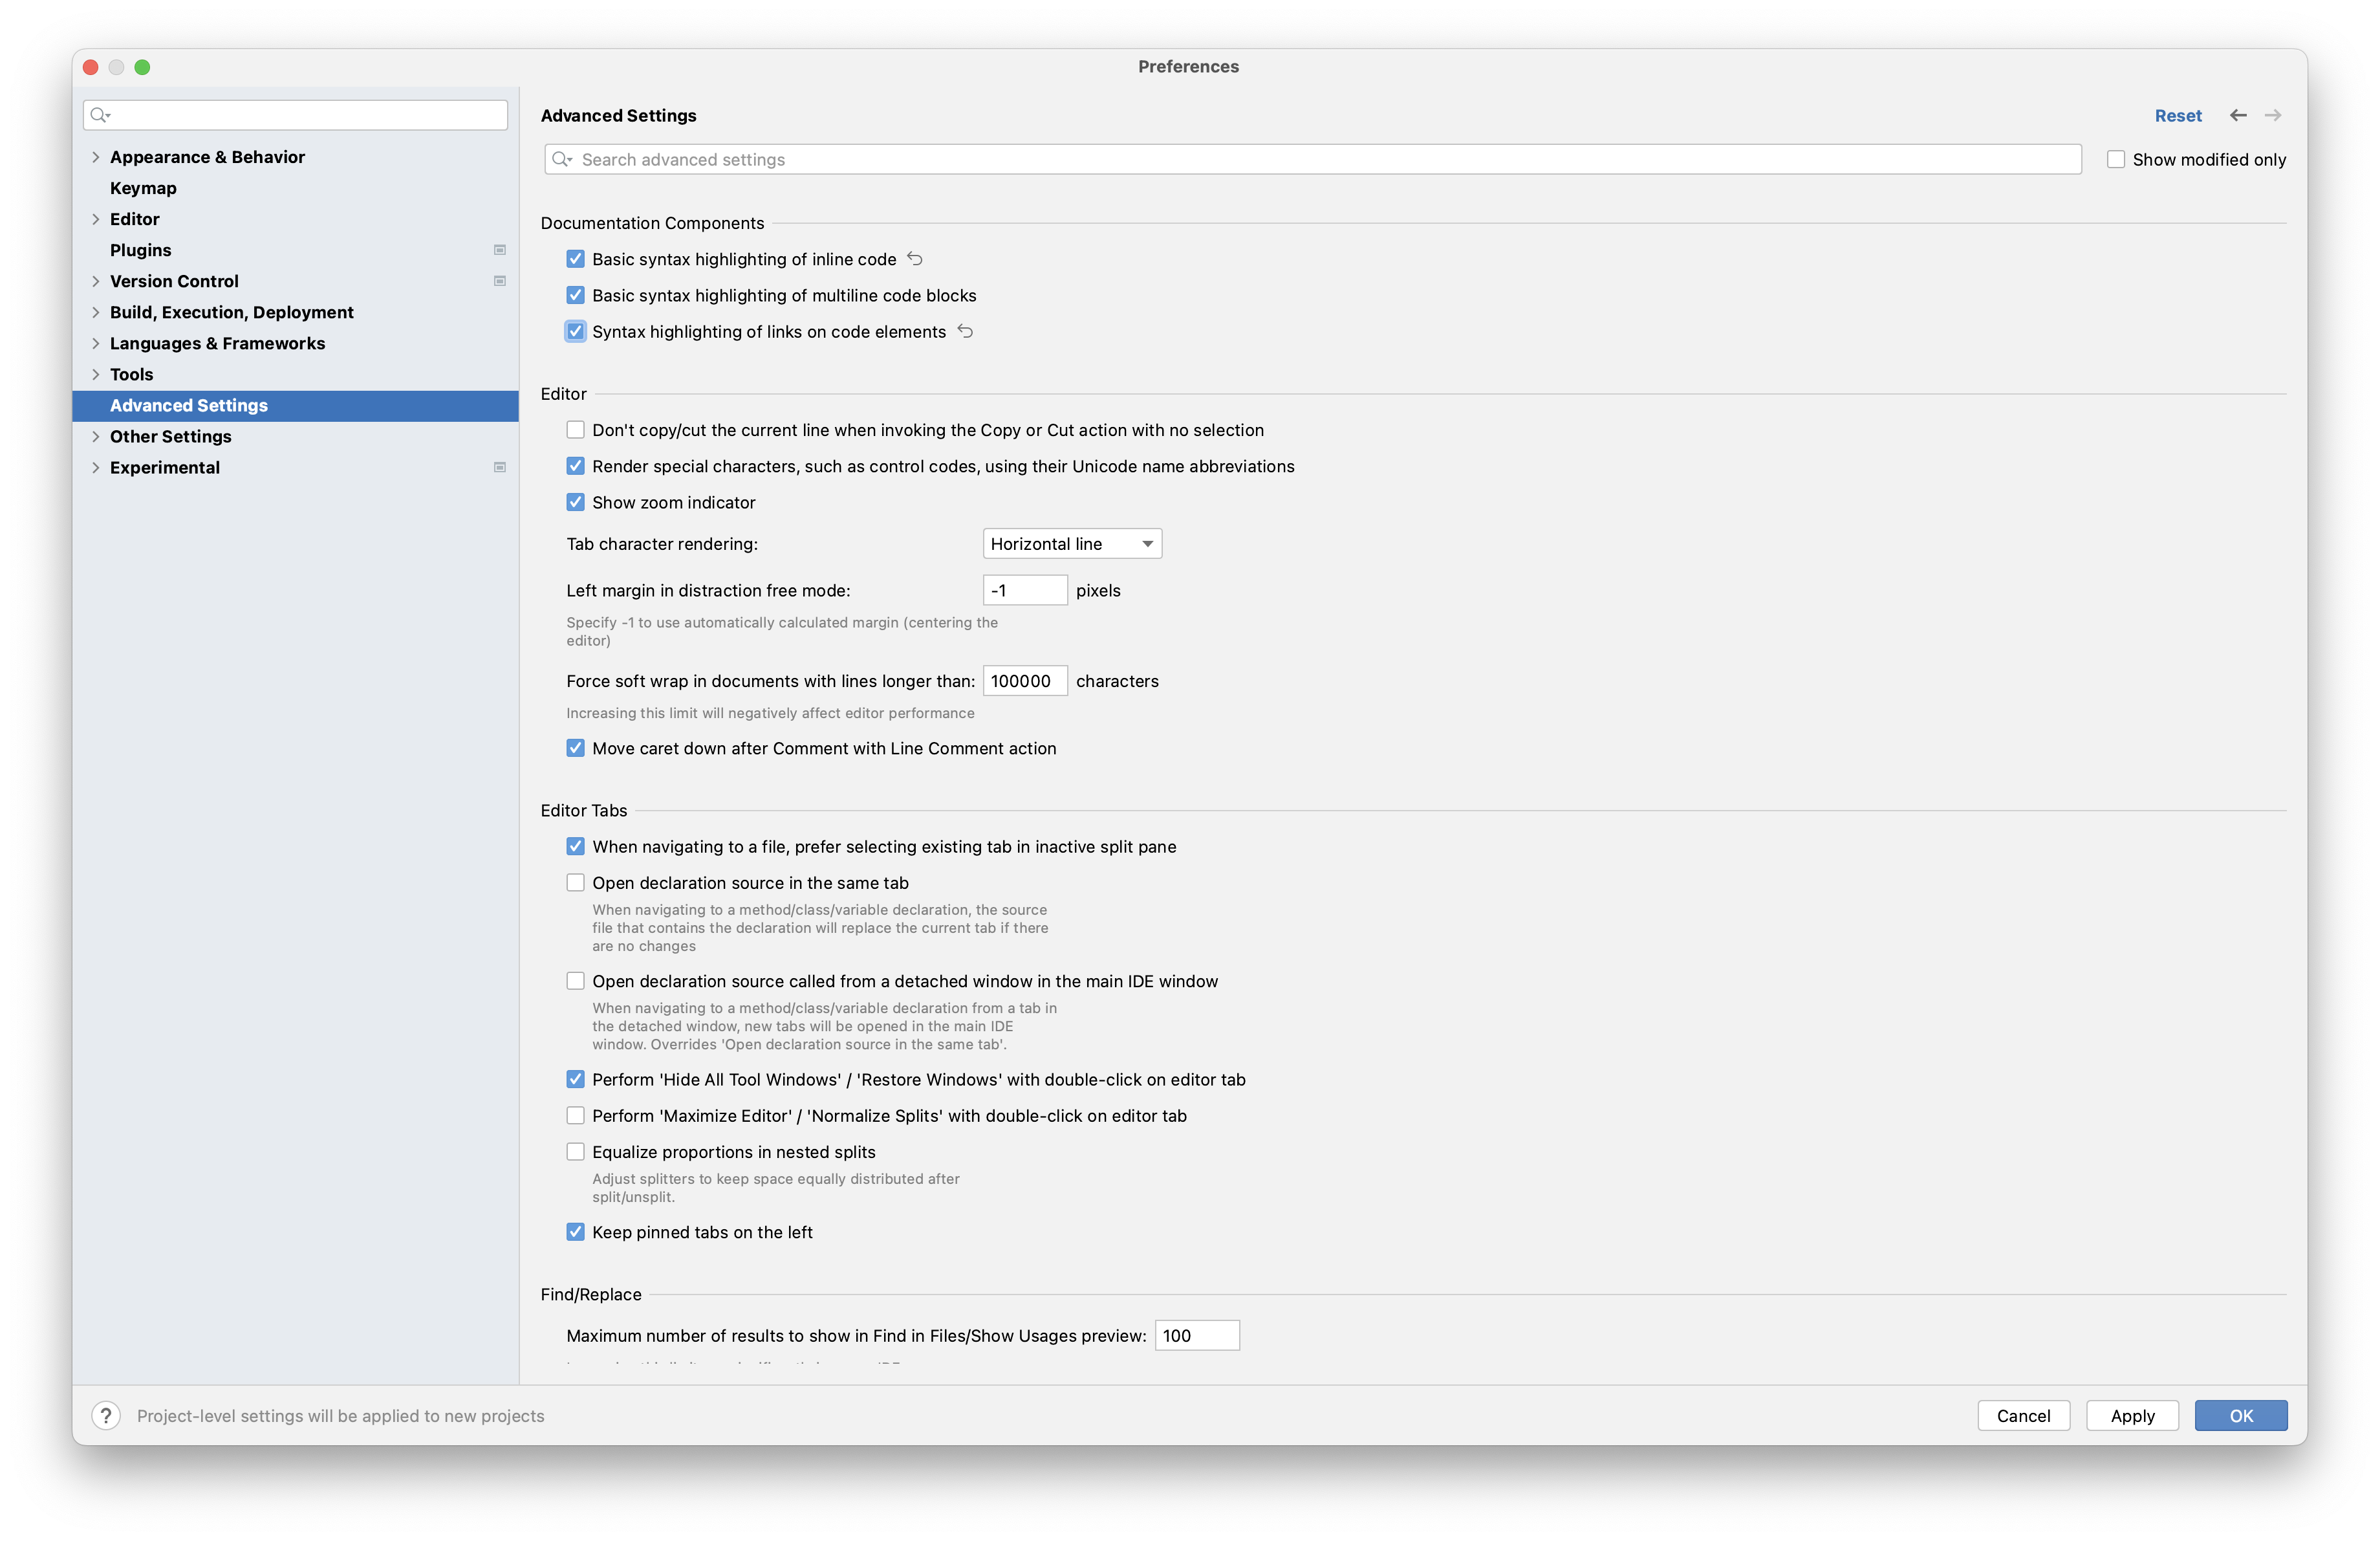 Preferences
Appearance & Behavior
Keymap
Editor
Plugins
Version Control
Build, Execution, Deployment
Languages & Frameworks
Tools
Advanced Settings
Other Settings
Experimental
Advanced Settings
Reset
Search advanced settings
Show modified only
Documentation Components
Basic syntax highlighting of inline code
Basic syntax highlighting of multiline code blocks
Syntax highlighting of links on code elements
Editor
Don't copy/cut the current line when invoking the Copy or Cut action with no selection
Render special characters, such as control codes, using their Unicode name abbreviations
Show zoom indicator
Tab character rendering: Horizontal line
Left margin in distraction free mode: -1 pixels
Specify -1 to use automatically calculated margin (centering the
editor)
Force soft wrap in documents with lines longer than: 100000 characters
Increasing this limit will negatively affect editor performance
Move caret down after Comment with Line Comment action
Editor Tabs
When navigating to a file, prefer selecting existing tab in inactive split pane
Open declaration source in the same tab
When navigating to a method/class/variable declaration, the source
file that contains the declaration will replace the current tab if there
are no changes
Open declaration source called from a detached window in the main IDE window
When navigating to a method/class/variable declaration from a tab in
the detached window, new tabs will be opened in the main IDE
window. Overrides 'Open declaration source in the same tab'.
Perform 'Hide All Tool Windows' / 'Restore Windows' with double-click on editor tab
Perform 'Maximize Editor' / 'Normalize Splits' with double-click on editor tab
Equalize proportions in nested splits
Adjust splitters to keep space equally distributed after
split/unsplit.
Keep pinned tabs on the left
Find/Replace
Maximum number of results to show in Find in Files/Show Usages preview: 100
? Project-level settings will be applied to new projects
Cancel
Apply
OK